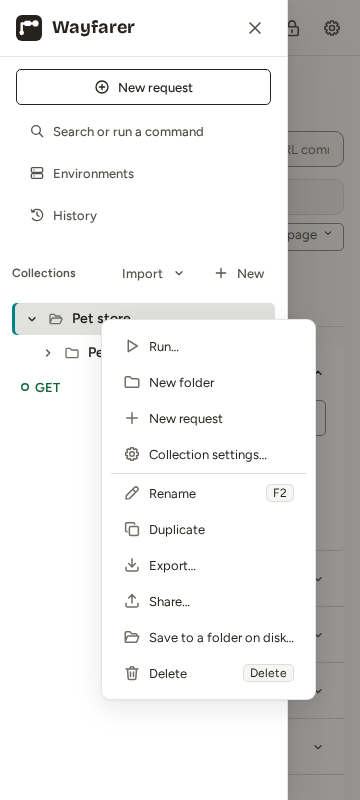 Wayfarer
New request
Search or run a command
Environments
History
Collections
Import
New
Pet store
Pe
GET
page
Run...
New folder
New request
Collection settings...
Rename
F2
Duplicate
Export...
Share...
Save to a folder on disk...
Delete
Delete